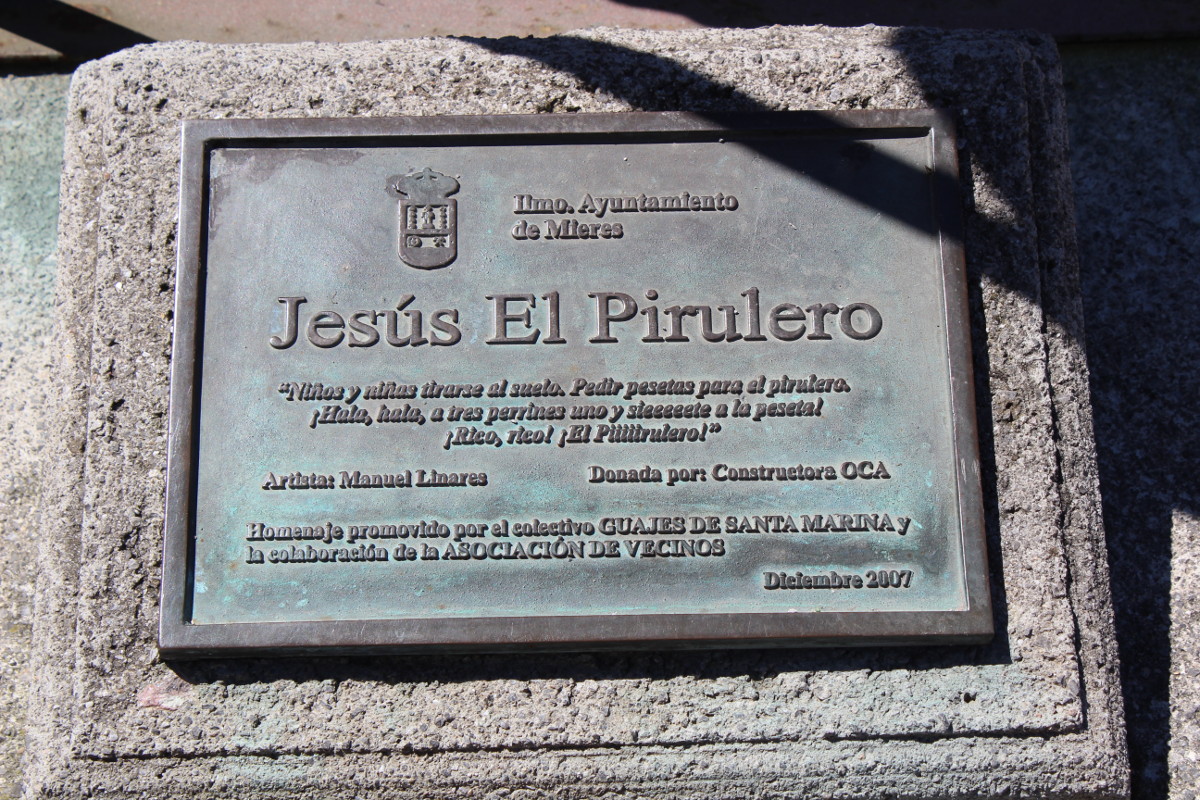 Ilmo. Ayuntamiento
de Mieres
Jesús El Pirulero
"Niños y niñas tirarse al suelo. Pedir pesetas para el pirulero.
¡Hala, hala, a tres perrines uno y sieeeeete a la peseta!
¡Rico, rico! ¡El Piiiiirulero!"
Artista: Manuel Linares
Donada por: Constructora OCA
Homenaje promovido por el colectivo GUAJES DE SANTA MARINA y
la colaboración de la ASOCIACIÓN DE VECINOS
Diciembre 2007